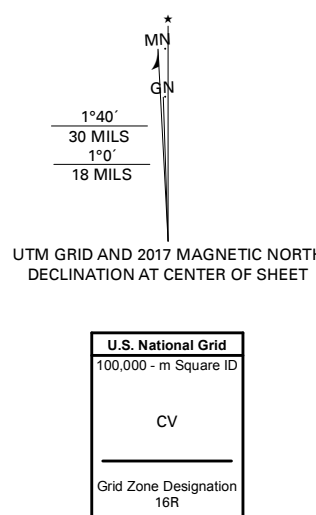 ★
MN
GN
1°40´
30 MILS
1°0´
18 MILS
UTM GRID AND 2017 MAGNETIC NORTH
DECLINATION AT CENTER OF SHEET
U.S. National Grid
100,000 - m Square ID
CV
Grid Zone Designation
16R